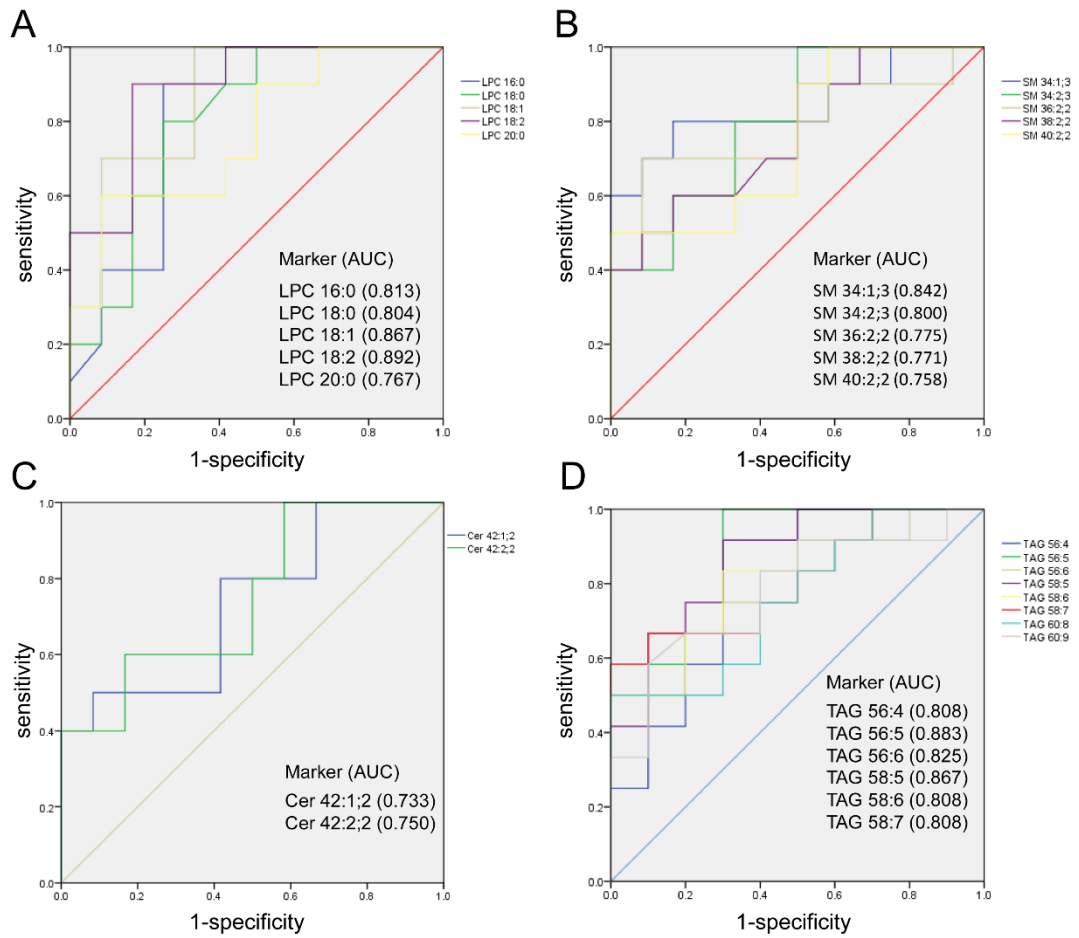 A
1.0
0.8
0.6
0.4
0.2
0.0
0.0 0.2 0.4 0.6 0.8 1.0
sensitivity
1-specificity
LPC 16:0
LPC 18:0
LPC 18:1
LPC 18:2
LPC 20:0
Marker (AUC)
LPC 16:0 (0.813)
LPC 18:0 (0.804)
LPC 18:1 (0.867)
LPC 18:2 (0.892)
LPC 20:0 (0.767)
B
1.0
0.8
0.6
0.4
0.2
0.0
0.0 0.2 0.4 0.6 0.8 1.0
sensitivity
1-specificity
SM 34:1;3
SM 34:2;3
SM 36:2;2
SM 38:2;2
SM 40:2;2
Marker (AUC)
SM 34:1;3 (0.842)
SM 34:2;3 (0.800)
SM 36:2;2 (0.775)
SM 38:2;2 (0.771)
SM 40:2;2 (0.758)
C
1.0
0.8
0.6
0.4
0.2
0.0
0.0 0.2 0.4 0.6 0.8 1.0
1-specificity
Cer 42:1;2
Cer 42:2;2
Marker (AUC)
Cer 42:1;2 (0.733)
Cer 42:2;2 (0.750)
D
1.0
0.8
0.6
0.4
0.2
0.0
0.0 0.2 0.4 0.6 0.8 1.0
sensitivity
1-specificity
TAG 56:4
TAG 56:5
TAG 56:6
TAG 58:5
TAG 58:6
TAG 58:7
TAG 60:8
TAG 60:9
Marker (AUC)
TAG 56:4 (0.808)
TAG 56:5 (0.883)
TAG 56:6 (0.825)
TAG 58:5 (0.867)
TAG 58:6 (0.808)
TAG 58:7 (0.808)